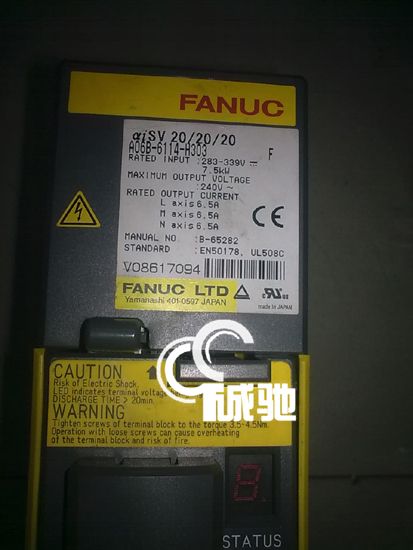 FANUC
αiSV 20/20/20
A06B-6114-H303 F
RATED INPUT :283-339V
7.5kW
MAXIMUM OUTPUT VOLTAGE
:240V~
RATED OUTPUT CURRENT
L axis 6.5A
M axis 6.5A
N axis 6.5A
MANUAL NO. :B-65282
STANDARD :EN50178, UL508C
CE
V08617094
FANUC LTD
Yamanashi 401-0597 JAPAN
MADE IN JAPAN
CAUTION
Risk of Electric Shock.
LED indicates terminal voltage
DISCHARGE TIME > 20min.
WARNING
Tighten screws of terminal block to the torque 3.5-4.5Nm.
Operation with loose screws can cause overheating
of the terminal block and risk of fire.
诚驰
8
STATUS